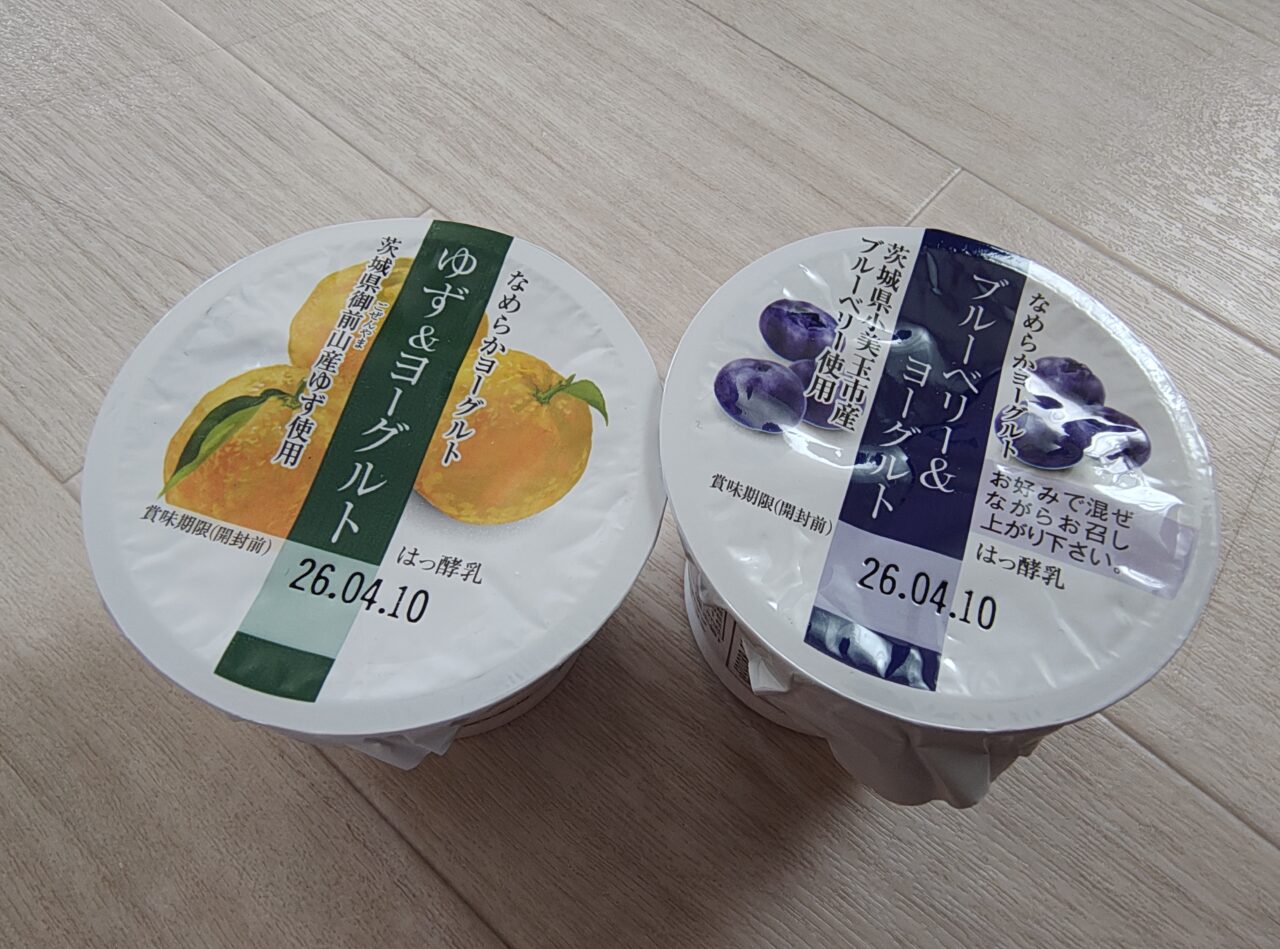 なめらかヨーグルト
ゆず&ヨーグルト
茨城県御前山産ゆず使用
ごぜんやま
賞味期限(開封前)
はっ酵乳
26.04.10
なめらかヨーグルト
ブルーベリー&
ヨーグルト
茨城県小美玉市産
ブルーベリー使用
お好みで混ぜ
ながらお召し
上がり下さい。
賞味期限(開封前)
はっ酵乳
26.04.10